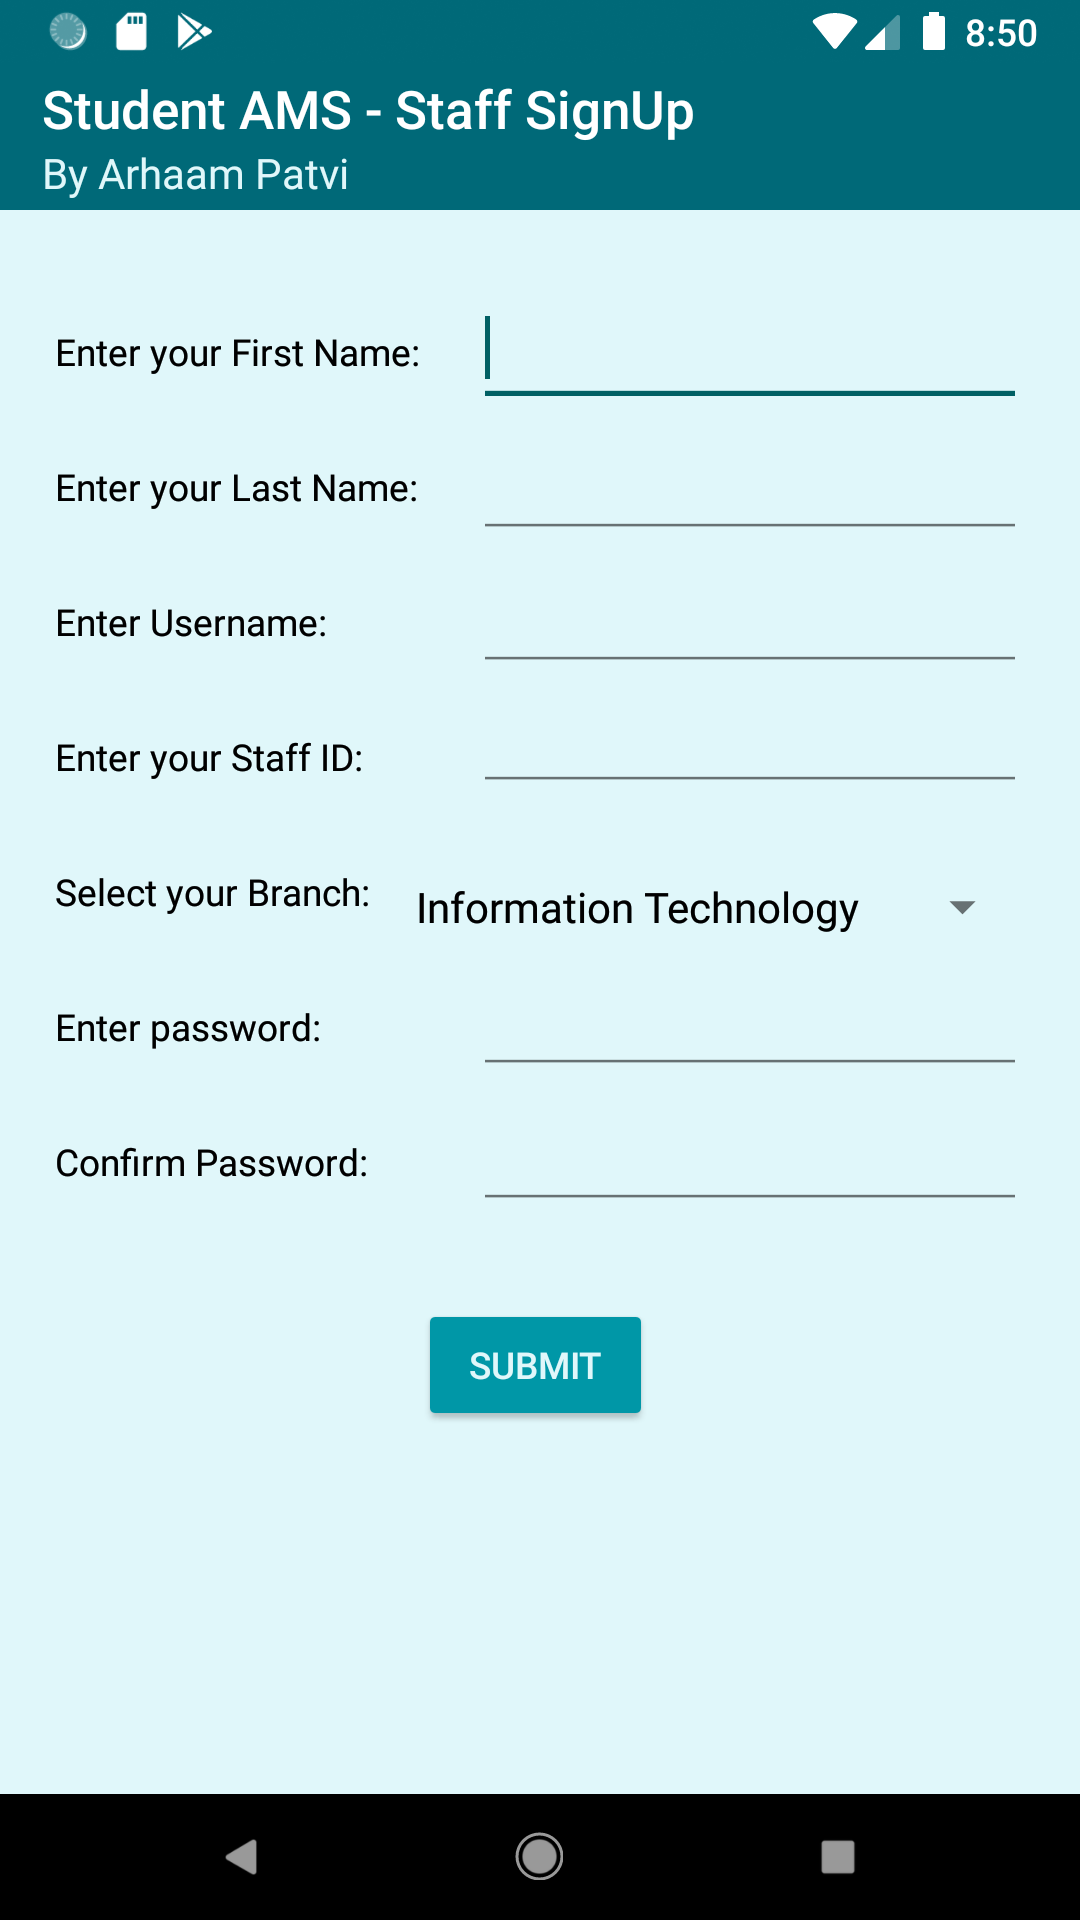 8:50
Student AMS - Staff SignUp
By Arhaam Patvi
Enter your First Name:
Enter your Last Name:
Enter Username:
Enter your Staff ID:
Select your Branch:
Information Technology
Enter password:
Confirm Password:
SUBMIT